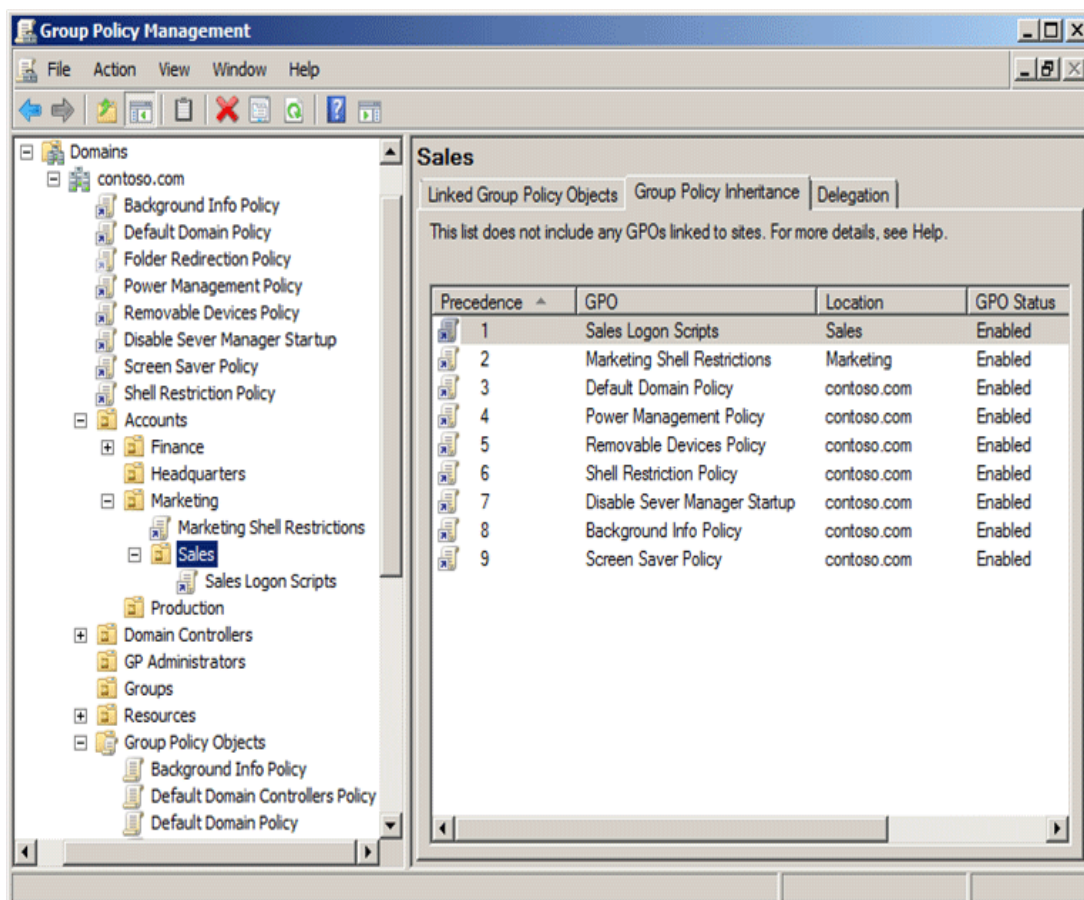 Group Policy Management
File Action View Window Help
Domains
contoso.com
Background Info Policy
Default Domain Policy
Folder Redirection Policy
Power Management Policy
Removable Devices Policy
Disable Sever Manager Startup
Screen Saver Policy
Shell Restriction Policy
Accounts
Finance
Headquarters
Marketing
Marketing Shell Restrictions
Sales
Sales Logon Scripts
Production
Domain Controllers
GP Administrators
Groups
Resources
Group Policy Objects
Background Info Policy
Default Domain Controllers Policy
Default Domain Policy
Sales
Linked Group Policy Objects Group Policy Inheritance Delegation
This list does not include any GPOs linked to sites. For more details, see Help.
Precedence GPO Location GPO Status
1 Sales Logon Scripts Sales Enabled
2 Marketing Shell Restrictions Marketing Enabled
3 Default Domain Policy contoso.com Enabled
4 Power Management Policy contoso.com Enabled
5 Removable Devices Policy contoso.com Enabled
6 Shell Restriction Policy contoso.com Enabled
7 Disable Sever Manager Startup contoso.com Enabled
8 Background Info Policy contoso.com Enabled
9 Screen Saver Policy contoso.com Enabled